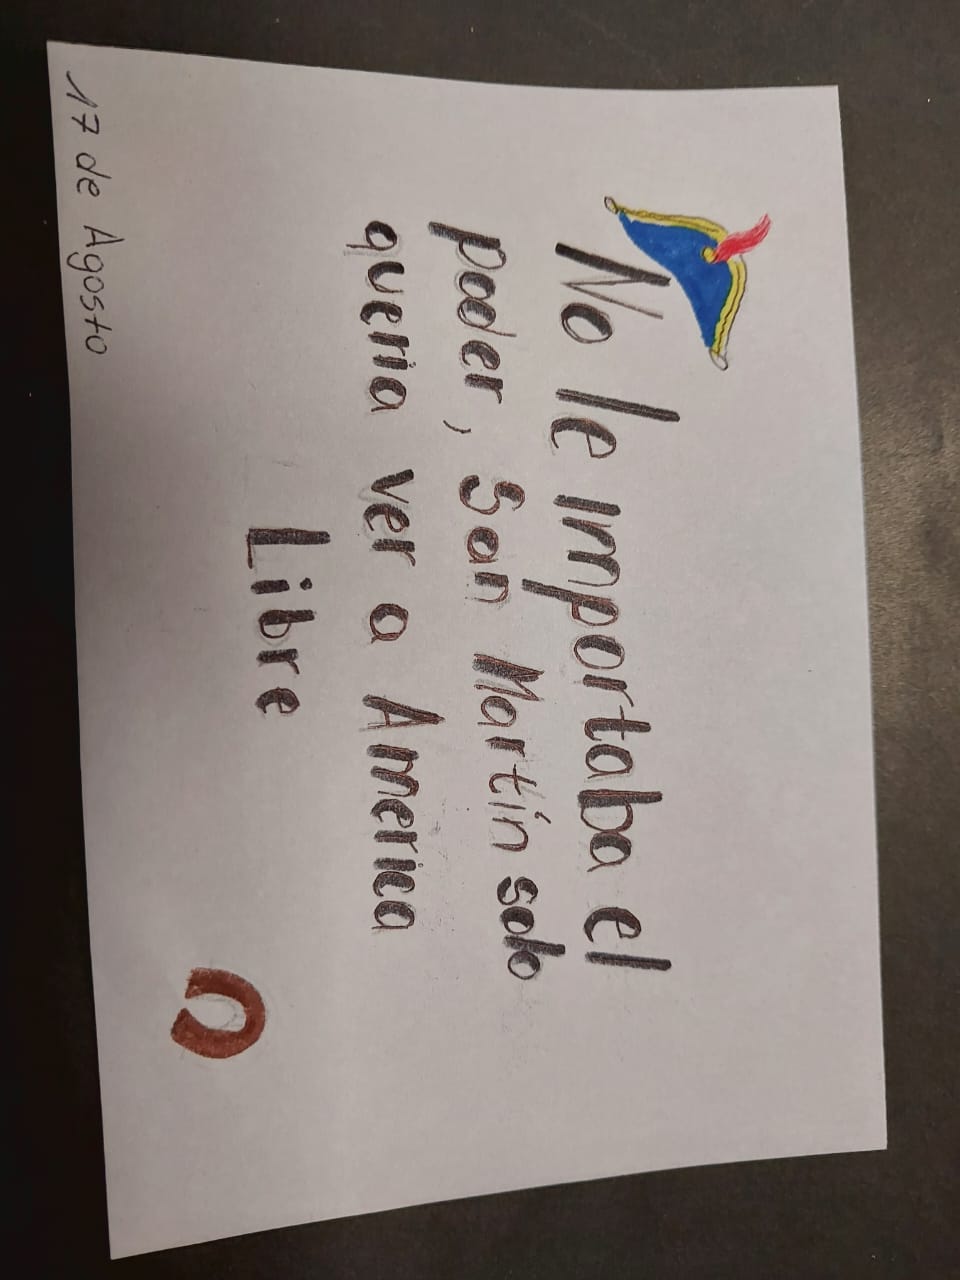 No le importaba el
poder, San Martín solo
queria ver a America
Libre
17 de Agosto